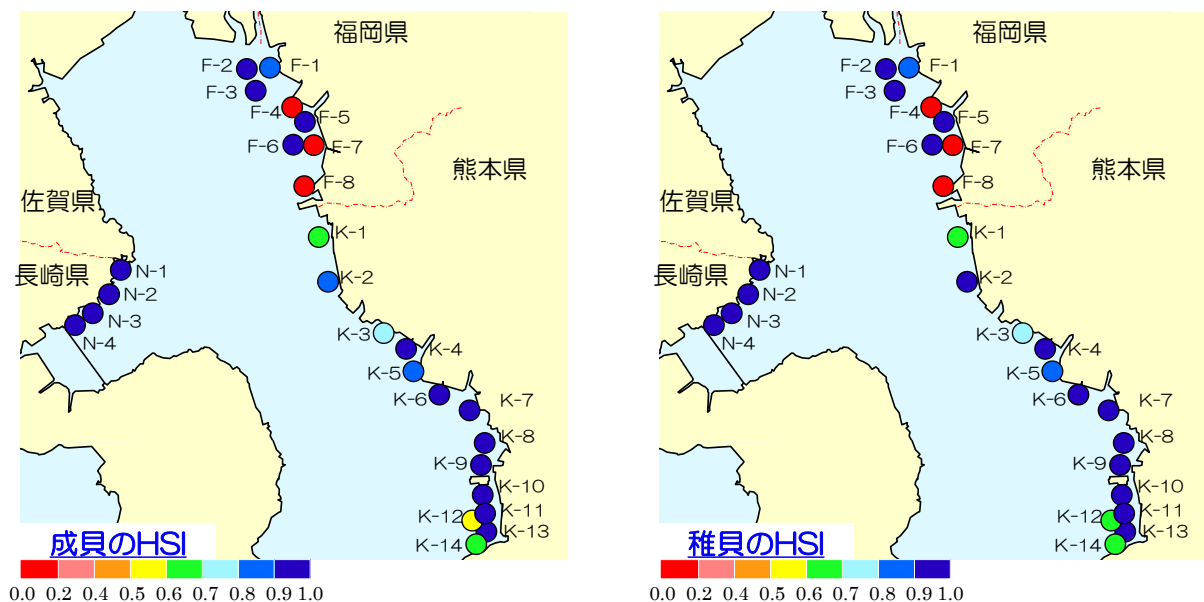 福岡県
F-2
F-1
F-3
F-4
F-5
F-6
F-7
熊本県
F-8
佐賀県
K-1
長崎県
N-1
K-2
N-2
N-3
K-3
N-4
K-4
K-5
K-6
K-7
K-8
K-9
K-10
K-11
K-12
K-13
K-14
成貝のHSI
0.0 0.2 0.4 0.5 0.6 0.7 0.8 0.9 1.0
福岡県
F-2
F-1
F-3
F-4
F-5
F-6
F-7
熊本県
F-8
佐賀県
K-1
長崎県
N-1
K-2
N-2
N-3
K-3
N-4
K-4
K-5
K-6
K-7
K-8
K-9
K-10
K-11
K-12
K-13
K-14
稚貝のHSI
0.0 0.2 0.4 0.5 0.6 0.7 0.8 0.9 1.0